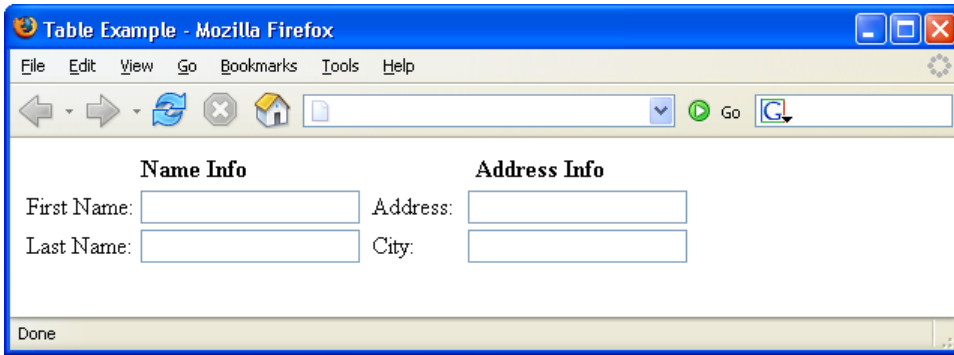 Table Example - Mozilla Firefox
File Edit View Go Bookmarks Tools Help
Go G
Name Info Address Info
First Name: Address:
Last Name: City:
Done